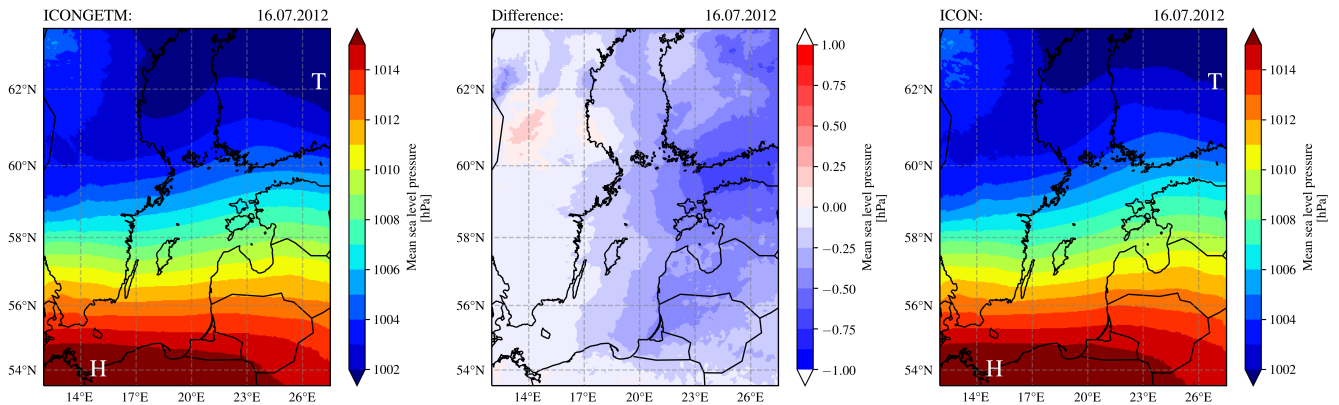 ICONGETM: 16.07.2012
62°N
60°N
58°N
56°N
54°N
14°E 17°E 20°E 23°E 26°E
T
H
1014
1012
1010
1008
1006
1004
1002
Mean sea level pressure
[hPa]
Difference: 16.07.2012
62°N
60°N
58°N
56°N
54°N
14°E 17°E 20°E 23°E 26°E
1.00
0.75
0.50
0.25
0.00
−0.25
−0.50
−0.75
−1.00
Mean sea level pressure
[hPa]
ICON: 16.07.2012
62°N
60°N
58°N
56°N
54°N
14°E 17°E 20°E 23°E 26°E
T
H
1014
1012
1010
1008
1006
1004
1002
Mean sea level pressure
[hPa]